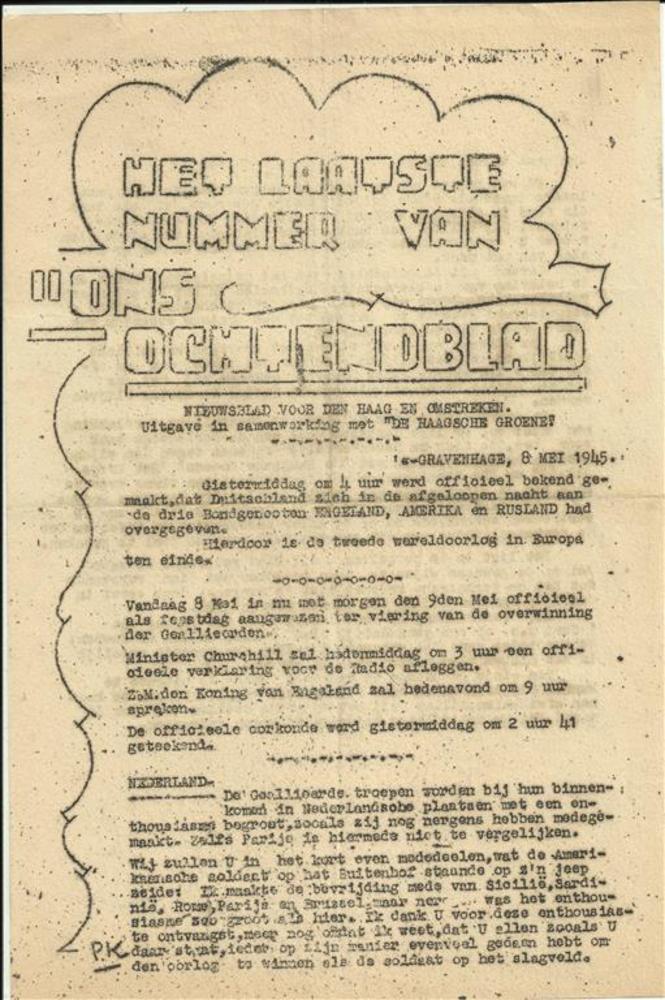 HET LAATSTE
NUMMER VAN
"ONS
OCHTENDBLAD
NIEUWSBLAD VOOR DEN HAAG EN OMSTREKEN.
Uitgave in samenwerking met "DE HAAGSCHE GROENE"
's-GRAVENHAGE, 8 MEI 1945.
Gistermiddag om 4 uur werd officieel bekend ge-
maakt, dat Duitschland zich in de afgeloopen nacht aan
de drie Bondgenooten ENGELAND, AMERIKA en RUSLAND had
overgegeven.
Hierdoor is de tweede wereldoorlog in Europa
ten einde.
-o-o-o-o-o-o-o-
Vandaag 8 Mei is nu met morgen den 9den Mei officieel
als feestdag aangewezen ter viering van de overwinning
der Geallieerden.
Minister Churchill zal hedenmiddag om 3 uur een offi-
cieele verklaring voor de Radio afleggen.
Z.M. den Koning van Engeland zal hedenavond om 9 uur
spreken.
De officieele oorkonde werd gistermiddag om 2 uur 41
geteekend.
NEDERLAND.
De Geallieerde troepen worden bij hun binnen-
komen in Nederlandsche plaatsen met een en-
thousiasme begroet, zooals zij nog nergens hebben medege-
maakt. Zelfs Parijs is hiermede niet te vergelijken.
Wij zullen U in het kort even mededeelen, wat de Ameri-
kaansche soldaat op het Buitenhof staande op z'n jeep
zeide: Ik maakte de bevrijding mede van Sicilië, Sardi-
nië, Rome, Parijs en Brussel, maar was het enthou-
siasme zoo groot als hier. Ik dank U voor deze enthousias-
te ontvangst, meer nog omdat ik weet, dat U allen zooals U
daar staat, ieder op zijn manier evenveel gedaan hebt om
den oorlog te winnen als de soldaat op het slagveld.
PK